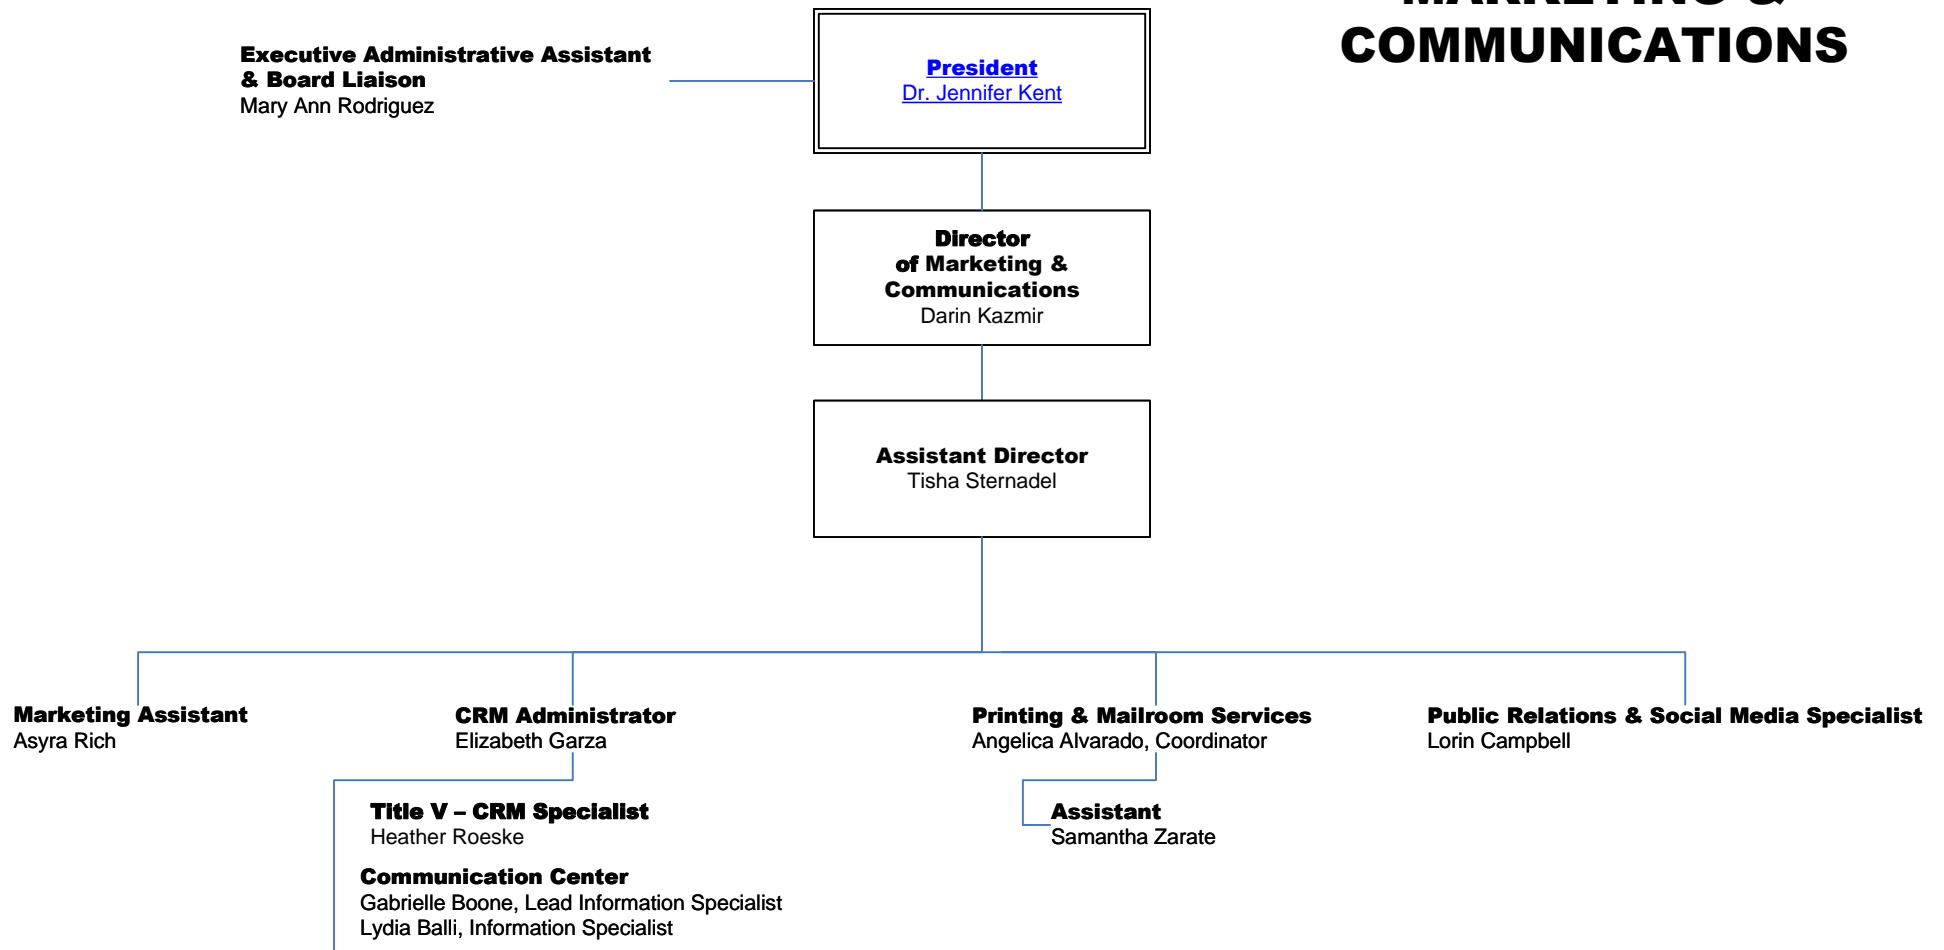 MARKETING &
COMMUNICATIONS
Executive Administrative Assistant
& Board Liaison
Mary Ann Rodriguez
President
Dr. Jennifer Kent
Director
of Marketing &
Communications
Darin Kazmir
Assistant Director
Tisha Sternadel
Marketing Assistant
Asyra Rich
CRM Administrator
Elizabeth Garza
Title V – CRM Specialist
Heather Roeske
Communication Center
Gabrielle Boone, Lead Information Specialist
Lydia Balli, Information Specialist
Printing & Mailroom Services
Angelica Alvarado, Coordinator
Assistant
Samantha Zarate
Public Relations & Social Media Specialist
Lorin Campbell